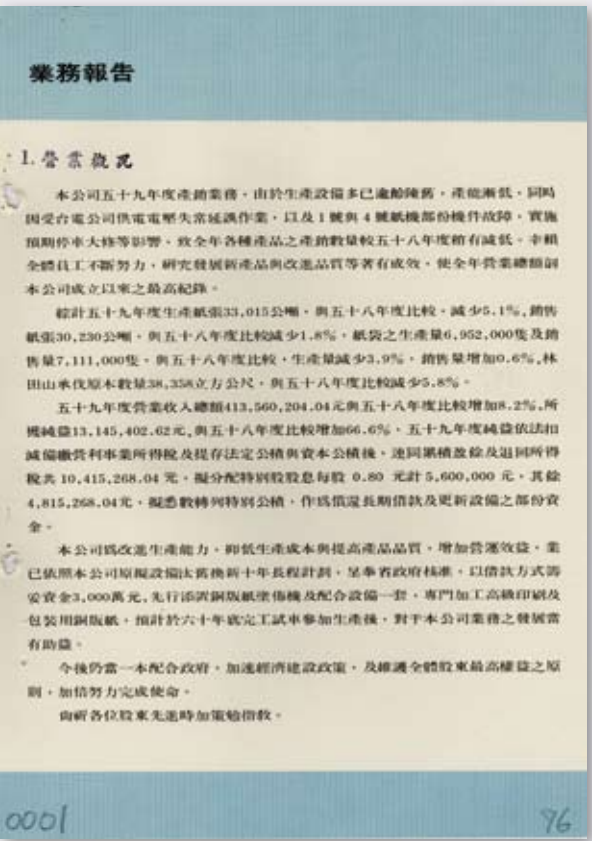 業務報告
1. 營業概況
本公司五十九年度產銷業務，由於生產設備多已逾齡陳舊，產能漸低，同時
因受台電公司供電電壓失常延誤作業，以及1號與4號紙機部份機件故障，實施
預期停車大修等影響，致全年各種產品之產銷數量較五十八年度稍有減低，幸賴
全體員工不斷努力，研究發展新產品與改進品質等著有成效，使全年營業總額創
本公司成立以來之最高紀錄。
綜計五十九年度生產紙張33,015公噸，與五十八年度比較，減少5.1%，銷售
紙張30,230公噸，與五十八年度比較減少1.8%，紙袋之生產量6,952,000隻及銷
售量7,111,000隻，與五十八年度比較，生產量減少3.9%，銷售量增加0.6%，林
田山承伐原木數量38,358立方公尺，與五十八年度比較減少5.8%。
五十九年度營業收入總額413,560,204.04元與五十八年度比較增加8.2%，所
獲純益13,145,402.62元，與五十八年度比較增加66.6%，五十九年度純益依法扣
減備繳營利事業所得稅及提存法定公積與資本公積後，連同累積盈餘及退回所得
稅共 10,415,268.04 元，擬分配特別股股息每股 0.80 元計 5,600,000 元，其餘
4,815,268.04元，擬悉數轉列特別公積，作爲償還長期借款及更新設備之部份資
金。
本公司爲改進生產能力，抑低生產成本與提高產品品質，增加營運效益，業
已依照本公司原擬設備汰舊換新十年長程計劃，呈奉省政府核准，以借款方式籌
妥資金3,000萬元，先行添置銅版紙塗佈機及配合設備一套，專門加工高級印刷及
包裝用銅版紙，預計於六十年底完工試車參加生產後，對于本公司業務之發展當
有助益。
今後仍當一本配合政府，加速經濟建設政策，及維護全體股東最高權益之原
則，加倍努力完成使命。
尚祈各位股東先進時加策勉指教。
0001
96